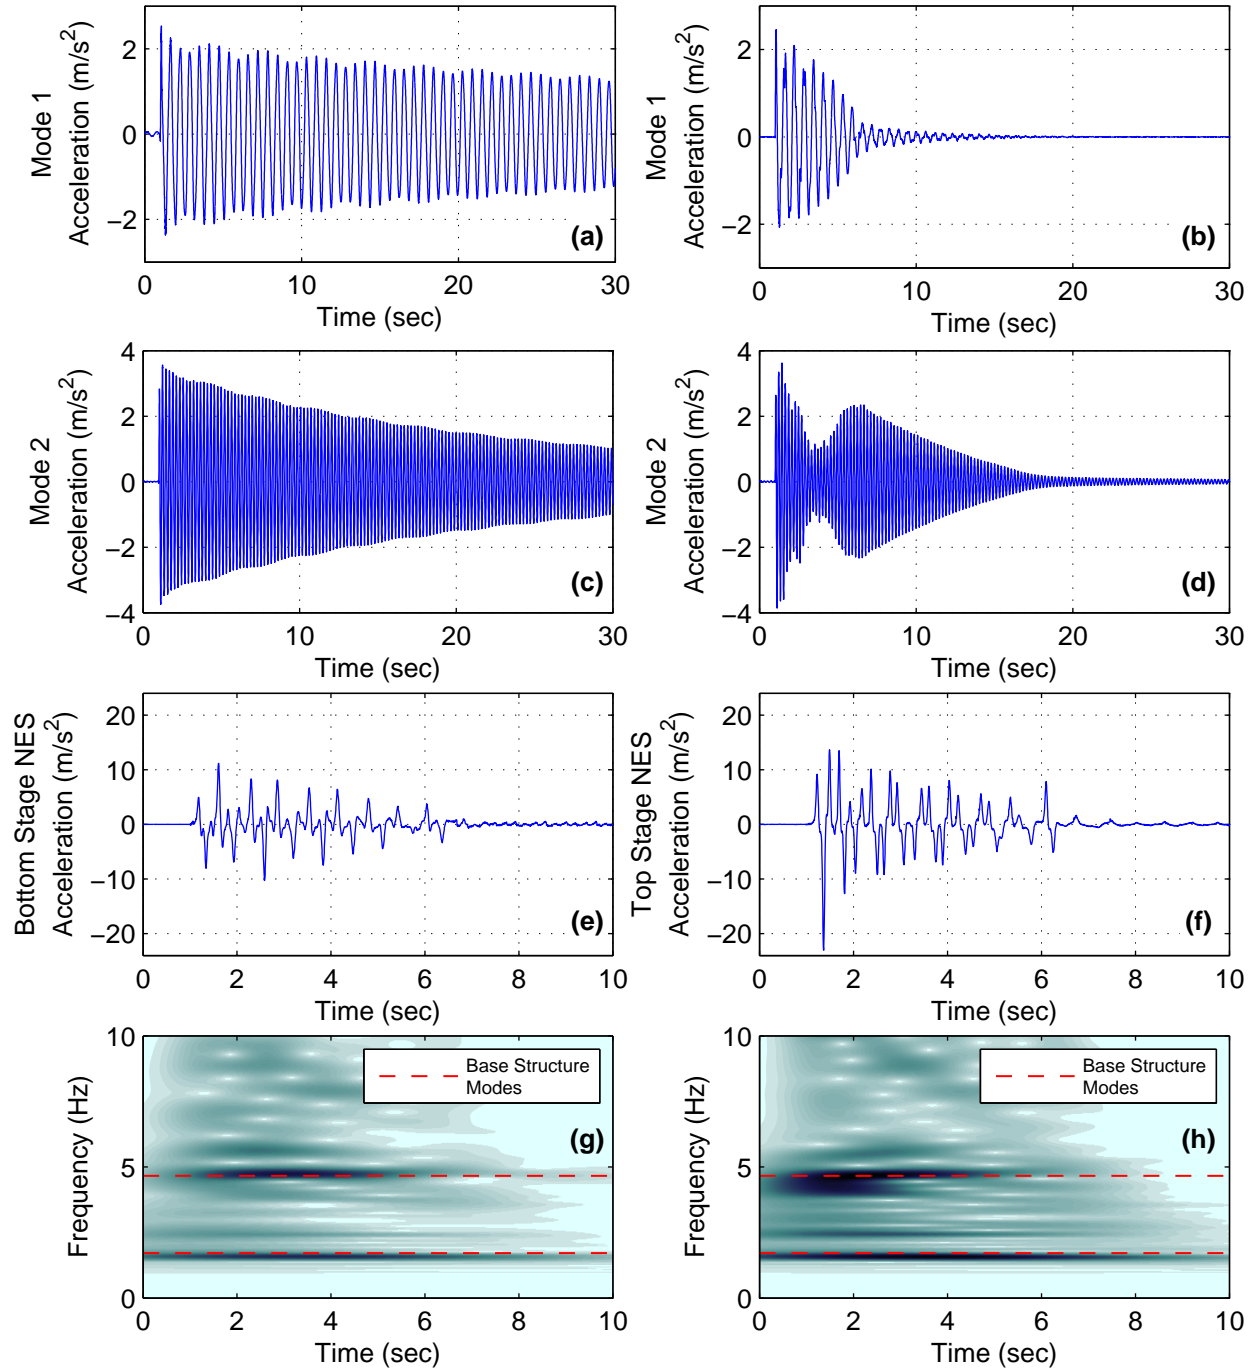 Mode 1
Acceleration (m/s²)
2
0
−2
0
10
20
30
Time (sec)
(a)
Mode 1
Acceleration (m/s²)
2
0
−2
0
10
20
30
Time (sec)
(b)
Mode 2
Acceleration (m/s²)
4
2
0
−2
−4
0
10
20
30
Time (sec)
(c)
Mode 2
Acceleration (m/s²)
4
2
0
−2
−4
0
10
20
30
Time (sec)
(d)
Bottom Stage NES
Acceleration (m/s²)
20
10
0
−10
−20
0
2
4
6
8
10
Time (sec)
(e)
Top Stage NES
Acceleration (m/s²)
20
10
0
−10
−20
0
2
4
6
8
10
Time (sec)
(f)
Frequency (Hz)
10
5
0
0
2
4
6
8
10
Time (sec)
Base Structure
Modes
(g)
Frequency (Hz)
10
5
0
0
2
4
6
8
10
Time (sec)
Base Structure
Modes
(h)